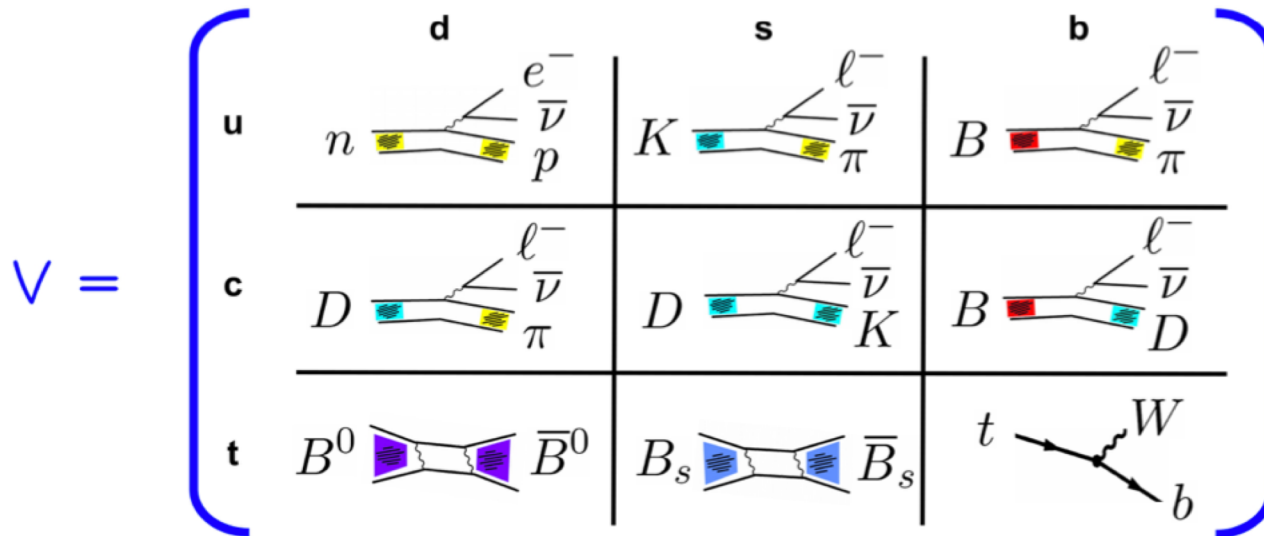 d s b
u
n e⁻ ν̅ p
K ℓ⁻ ν̅ π
B ℓ⁻ ν̅ π
V =
c
D ℓ⁻ ν̅ π
D ℓ⁻ ν̅ K
B ℓ⁻ ν̅ D
t
B⁰ B̅⁰
Bₛ B̅ₛ
t W b